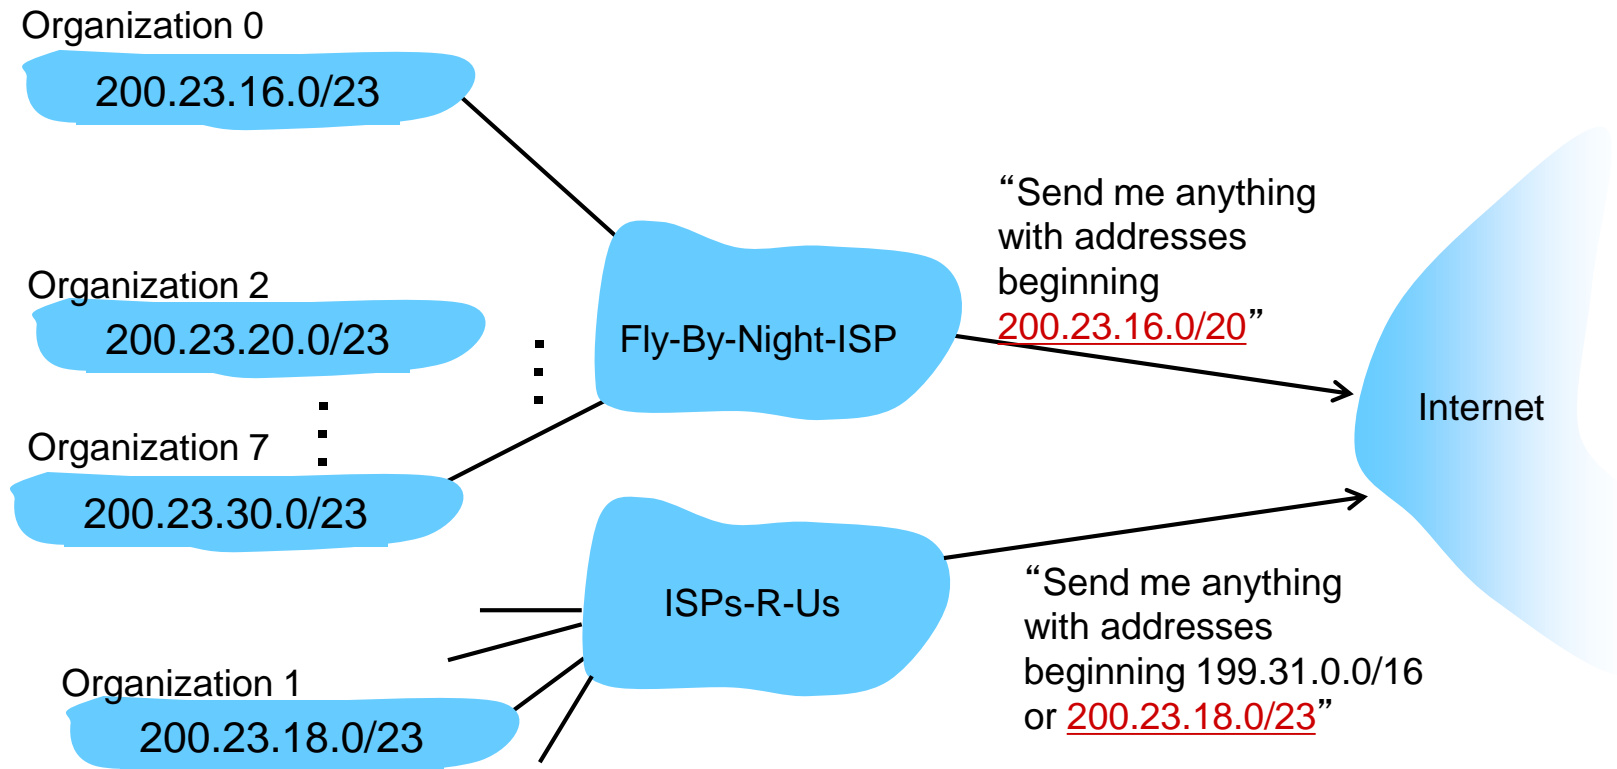 Organization 0
200.23.16.0/23
Organization 2
200.23.20.0/23
Organization 7
200.23.30.0/23
Fly-By-Night-ISP
“Send me anything
with addresses
beginning
200.23.16.0/20”
Internet
ISPs-R-Us
Organization 1
200.23.18.0/23
“Send me anything
with addresses
beginning 199.31.0.0/16
or 200.23.18.0/23”